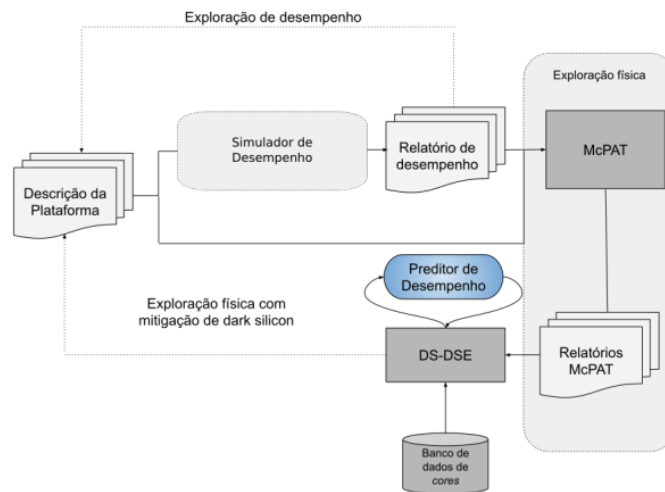 Exploração de desempenho
Exploração física
Simulador de
Desempenho
Relatório de
desempenho
McPAT
Descrição da
Plataforma
Preditor de
Desempenho
Exploração física com
mitigação de dark silicon
DS-DSE
Relatórios
McPAT
Banco de
dados de
cores